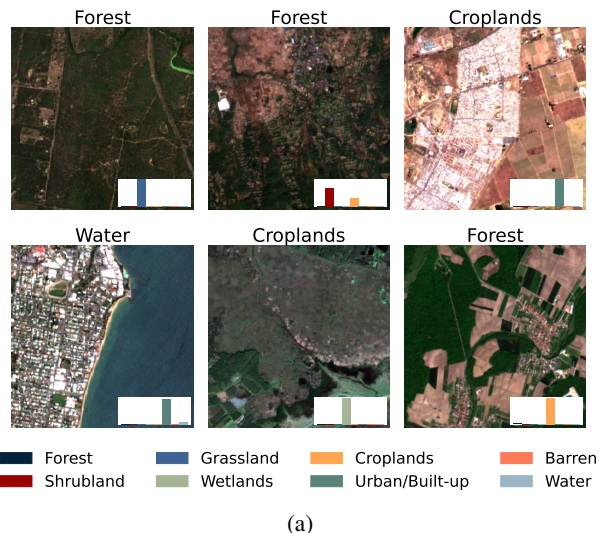 Forest Forest Croplands
Water Croplands Forest
Forest Grassland Croplands Barren
Shrubland Wetlands Urban/Built-up Water
(a)